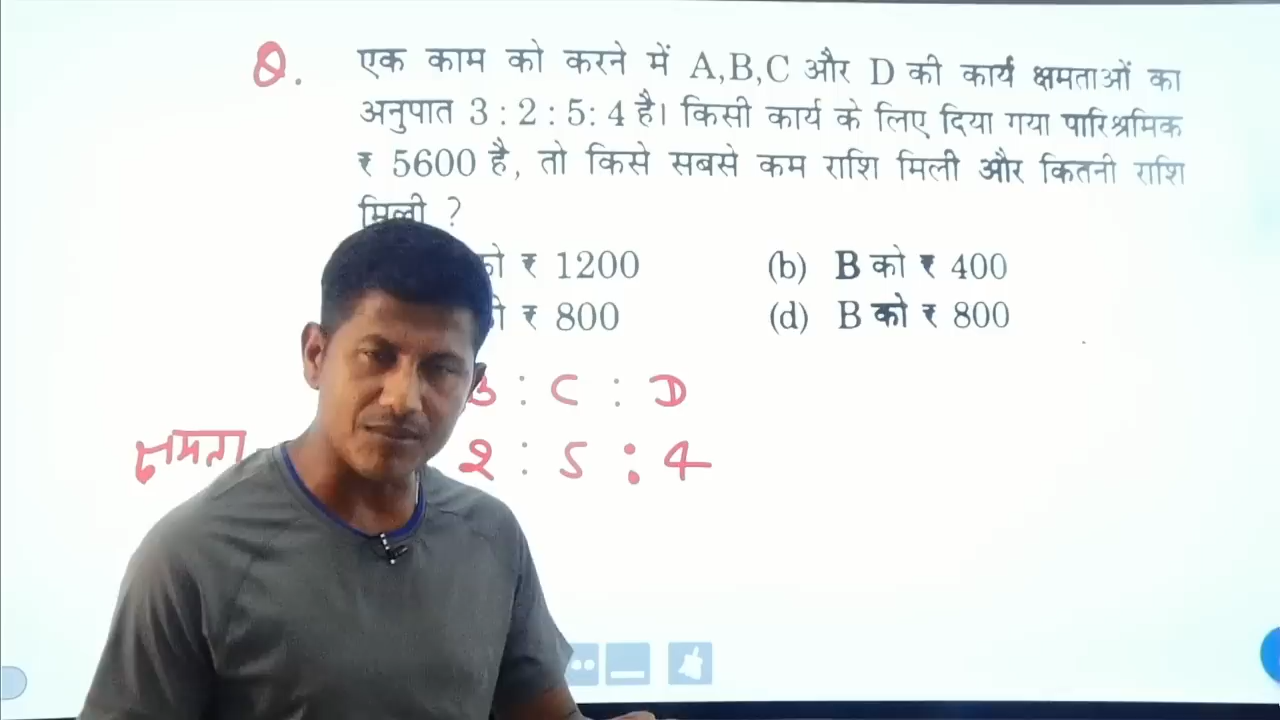 Q. एक काम को करने में A,B,C और D की कार्य क्षमताओं का
अनुपात 3 : 2 : 5: 4 है। किसी कार्य के लिए दिया गया पारिश्रमिक
₹ 5600 है, तो किसे सबसे कम राशि मिली और कितनी राशि
मिली ?
को ₹ 1200 (b) B को ₹ 400
₹ 800 (d) B को ₹ 800
B : C : D
क्षमता 2 : 5 : 4